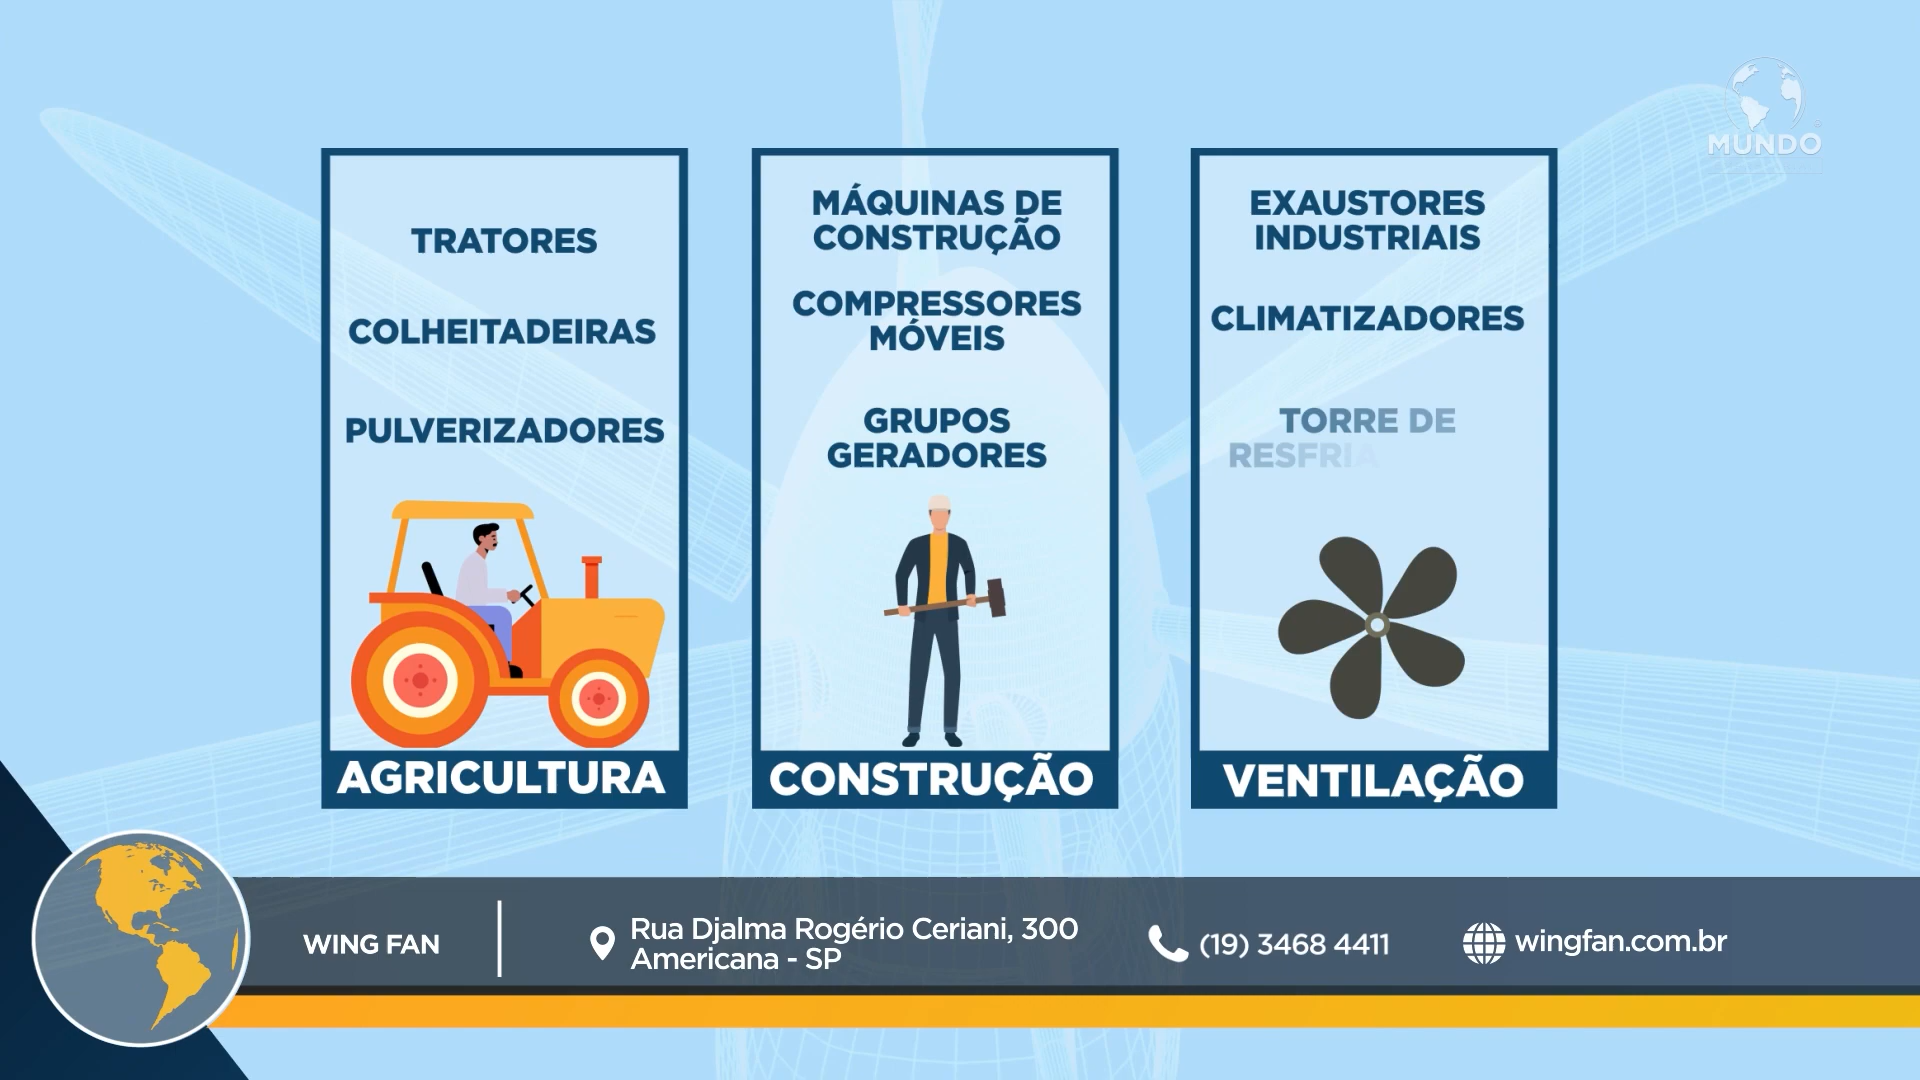 MUNDO
TRATORES
COLHEITADEIRAS
PULVERIZADORES
AGRICULTURA
MÁQUINAS DE
CONSTRUÇÃO
COMPRESSORES
MÓVEIS
GRUPOS
GERADORES
CONSTRUÇÃO
EXAUSTORES
INDUSTRIAIS
CLIMATIZADORES
TORRE DE
RESFRIA
VENTILAÇÃO
WING FAN
Rua Djalma Rogério Ceriani, 300
Americana - SP
(19) 3468 4411
wingfan.com.br